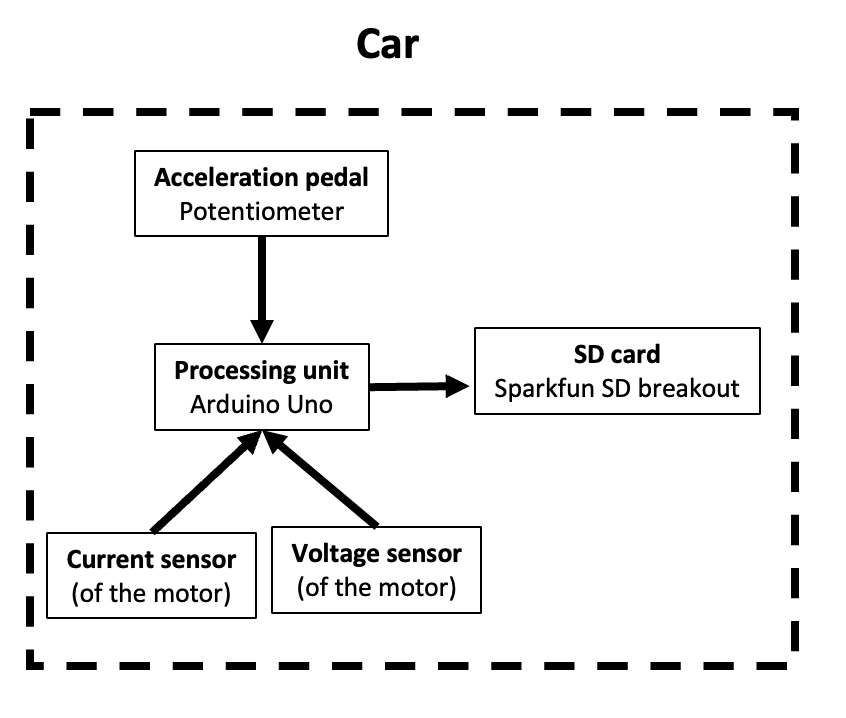 Car
Acceleration pedal
Potentiometer
Processing unit
Arduino Uno
SD card
Sparkfun SD breakout
Current sensor
(of the motor)
Voltage sensor
(of the motor)